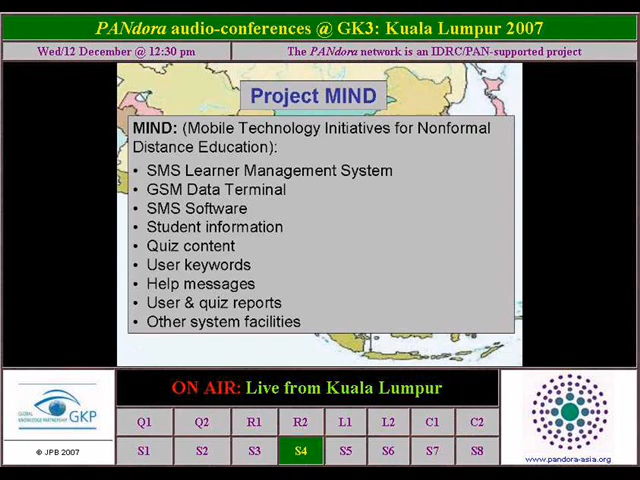 PANdora audio-conferences @ GK3: Kuala Lumpur 2007
Wed/12 December @ 12:30 pm
The PANdora network is an IDRC/PAN-supported project
Project MIND
MIND: (Mobile Technology Initiatives for Nonformal
Distance Education):
• SMS Learner Management System
• GSM Data Terminal
• SMS Software
• Student information
• Quiz content
• User keywords
• Help messages
• User & quiz reports
• Other system facilities
GLOBAL
KNOWLEDGE PARTNERSHIP
GKP
® JPB 2007
ON AIR: Live from Kuala Lumpur
Q1 Q2 R1 R2 L1 L2 C1 C2
S1 S2 S3 S4 S5 S6 S7 S8
www.pandora-asia.org